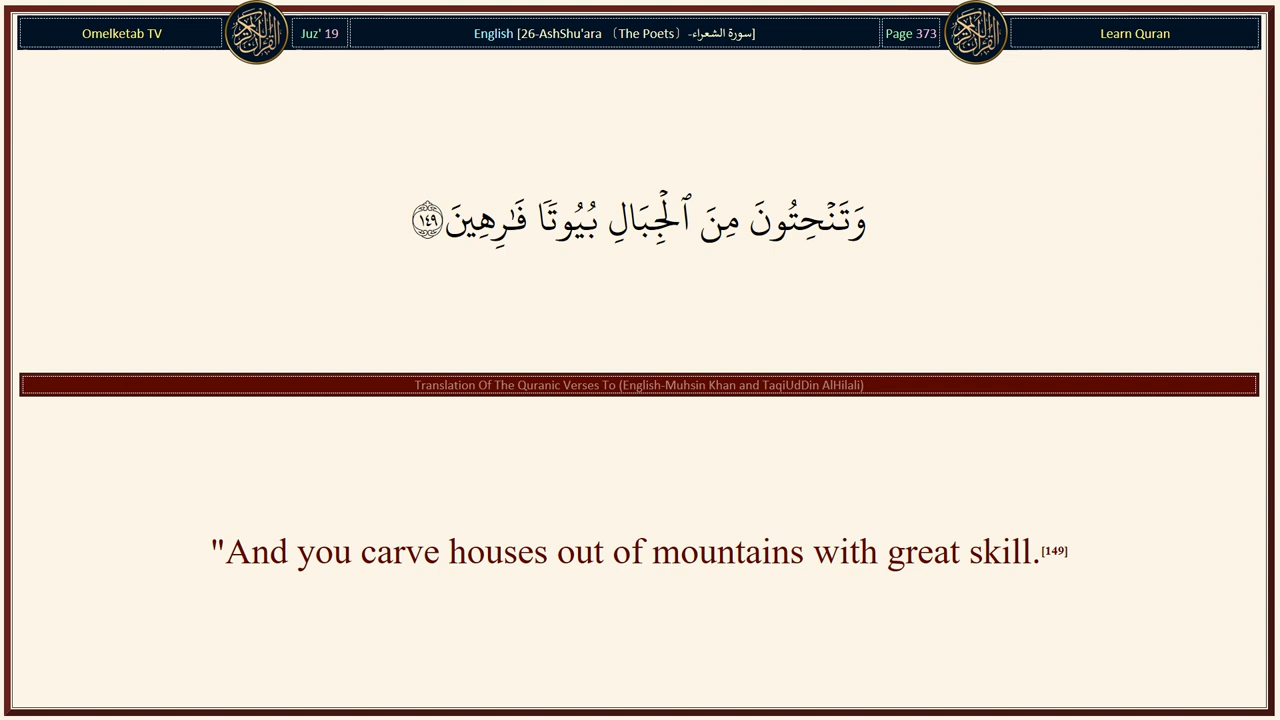 Omelketab TV
Juz' 19
English [26-AshShu'ara （The Poets）-سورة الشعراء]
Page 373
Learn Quran
وَتَنْحِتُونَ مِنَ ٱلْجِبَالِ بُيُوتًا فَٰرِهِينَ ١٤٩
Translation Of The Quranic Verses To (English-Muhsin Khan and TaqiUdDin AlHilali)
"And you carve houses out of mountains with great skill.[149]